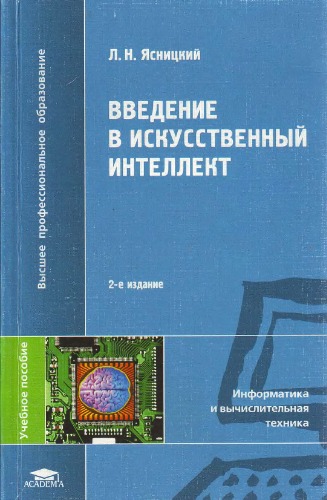 Л. Н. Ясницкий
ВВЕДЕНИЕ
В ИСКУССТВЕННЫЙ
ИНТЕЛЛЕКТ
2-е издание
Высшее профессиональное образование
Учебное пособие
Информатика
и вычислительная
техника
ACADEMA